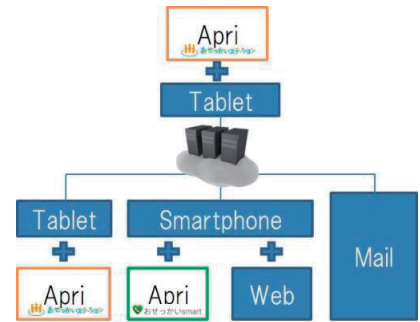 Apri
おせっかいステーション
Tablet
Tablet
Smartphone
Mail
Apri
おせっかいステーション
Apri
おせっかいsmart
Web